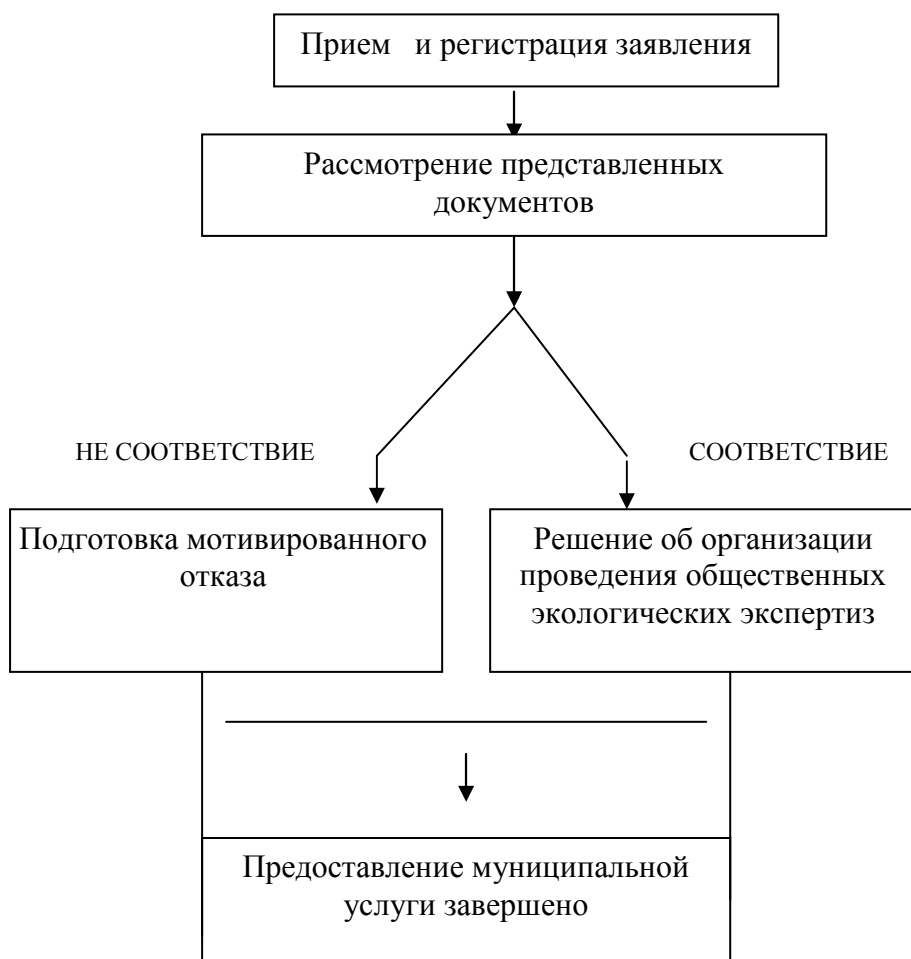 Прием и регистрация заявления
Рассмотрение представленных
документов
НЕ СООТВЕТСТВИЕ
СООТВЕТСТВИЕ
Подготовка мотивированного
отказа
Решение об организации
проведения общественных
экологических экспертиз
Предоставление муниципальной
услуги завершено